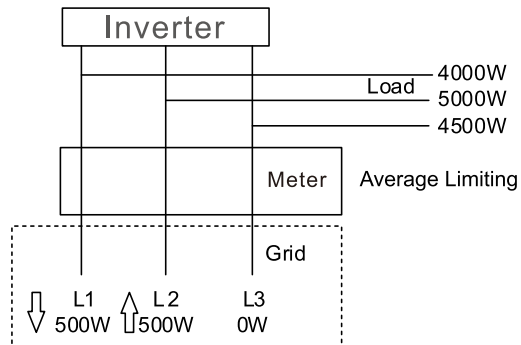 Inverter
4000W
Load
5000W
4500W
Meter
Average Limiting
Grid
L1 L2 L3
500W 500W 0W